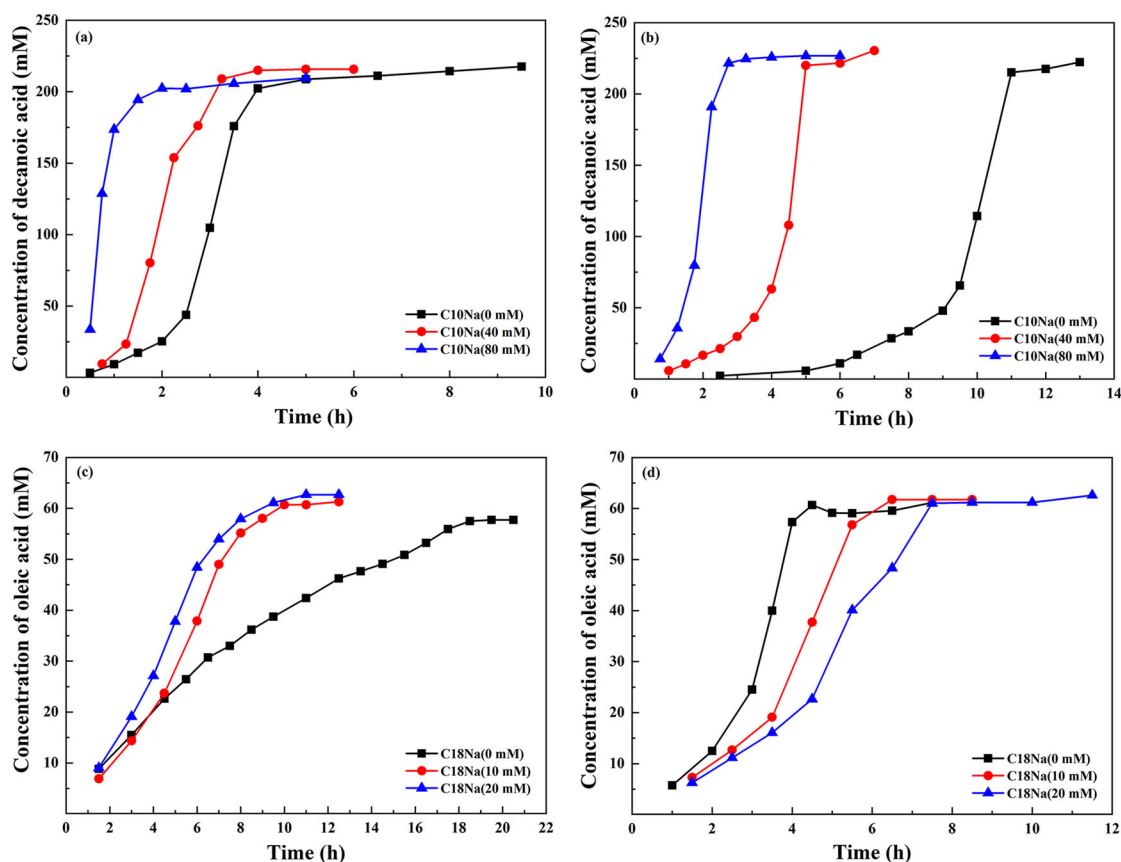 (a)
Concentration of decanoic acid (mM)
250
200
150
100
50
C10Na(0 mM)
C10Na(40 mM)
C10Na(80 mM)
0 2 4 6 8 10
Time (h)
(b)
Concentration of decanoic acid (mM)
250
200
150
100
50
C10Na(0 mM)
C10Na(40 mM)
C10Na(80 mM)
0 2 4 6 8 10 12 14
Time (h)
(c)
Concentration of oleic acid (mM)
70
60
50
40
30
20
10
C18Na(0 mM)
C18Na(10 mM)
C18Na(20 mM)
0 2 4 6 8 10 12 14 16 18 20 22
Time (h)
(d)
Concentration of oleic acid (mM)
70
60
50
40
30
20
10
C18Na(0 mM)
C18Na(10 mM)
C18Na(20 mM)
0 2 4 6 8 10 12
Time (h)